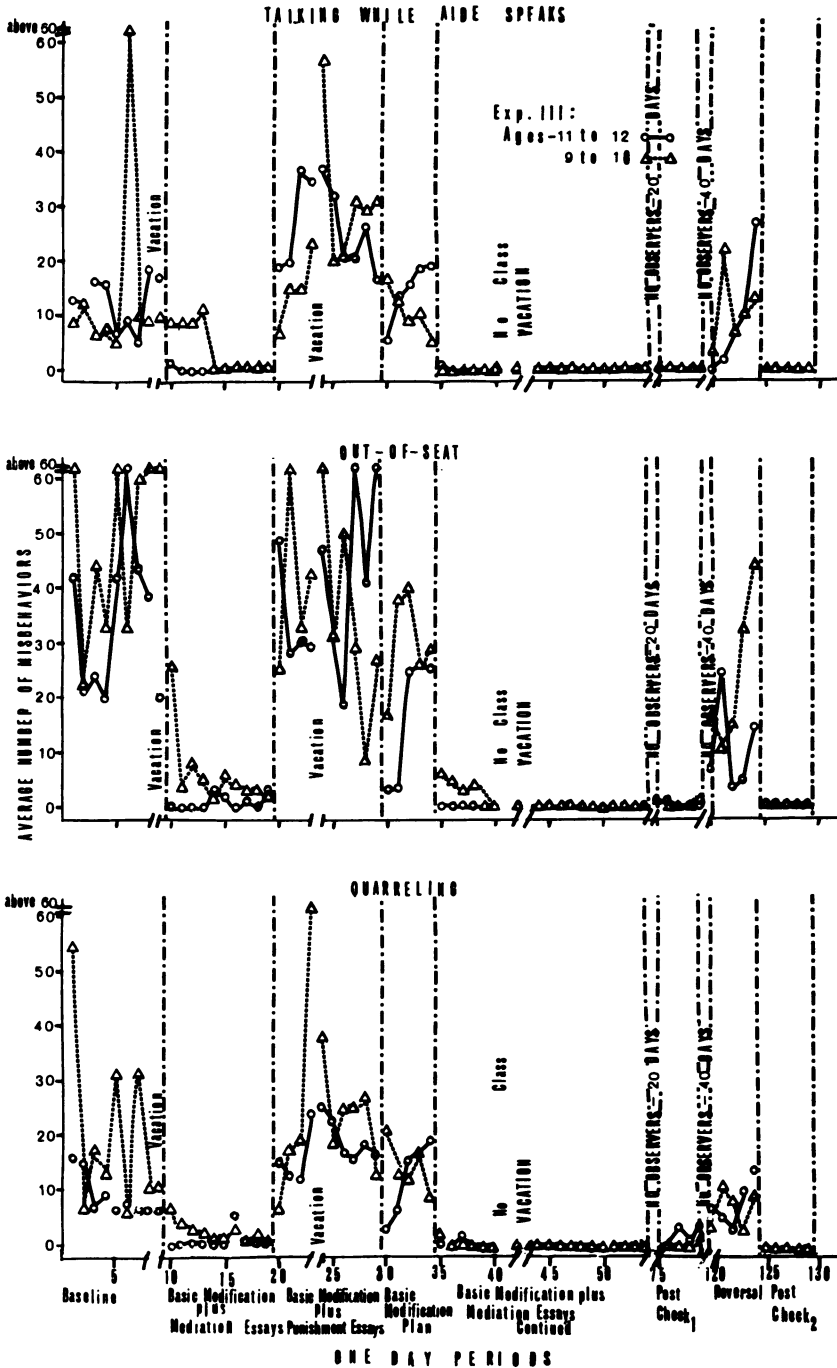 TALKING WHILE AIDE SPEAKS
above 60
60
50
40
30
20
10
0
Vacation
Vacation
No Class
VACATION
Exp. III:
Ages-11 to 12
9 to 10
NO OBSERVERS-20 DAYS
NO OBSERVERS-40 DAYS
OUT-OF-SEAT
above 60
60
50
40
30
20
10
0
Vacation
Vacation
No Class
VACATION
NO OBSERVERS-20 DAYS
NO OBSERVERS-40 DAYS
AVERAGE NUMBER OF MISBEHAVIORS
QUARRELING
above 60
60
50
40
30
20
10
0
Vacation
Vacation
No Class
VACATION
NO OBSERVERS-20 DAYS
NO OBSERVERS-40 DAYS
5 10 15 20 25 30 35 45 50 75 120 125 130
Baseline Basic Modification Basic Modification Basic Basic Modification plus Post Post
plus Plus Modification Mediation Essays Check1 Check2
Mediation Essays Punishment Essays Plan Continued
ONE DAY PERIODS